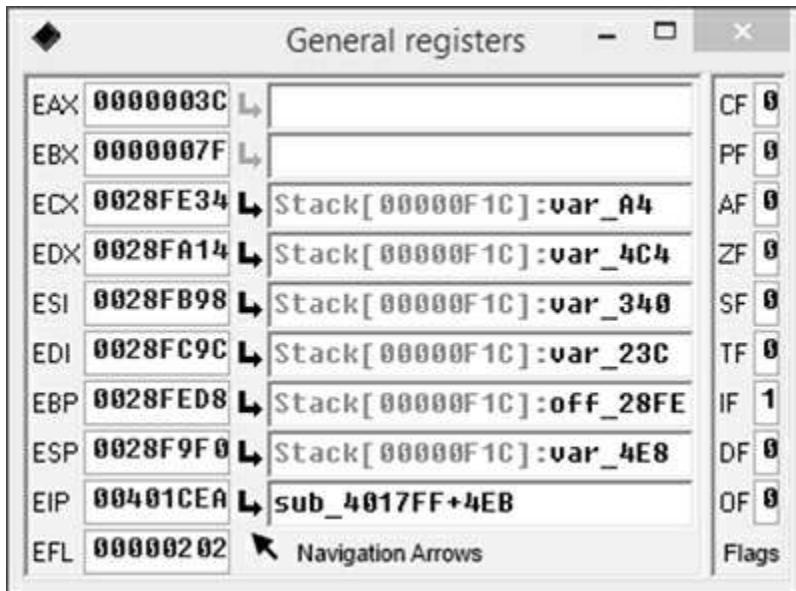 General registers
EAX 0000003C CF 0
EBX 0000007F PF 0
ECX 0028FE34 Stack[00000F1C]:var_A4 AF 0
EDX 0028FA14 Stack[00000F1C]:var_4C4 ZF 0
ESI 0028FB98 Stack[00000F1C]:var_340 SF 0
EDI 0028FC9C Stack[00000F1C]:var_23C TF 0
EBP 0028FED8 Stack[00000F1C]:off_28FE IF 1
ESP 0028F9F0 Stack[00000F1C]:var_4E8 DF 0
EIP 00401CEA sub_4017FF+4EB OF 0
EFL 00000202 Navigation Arrows Flags